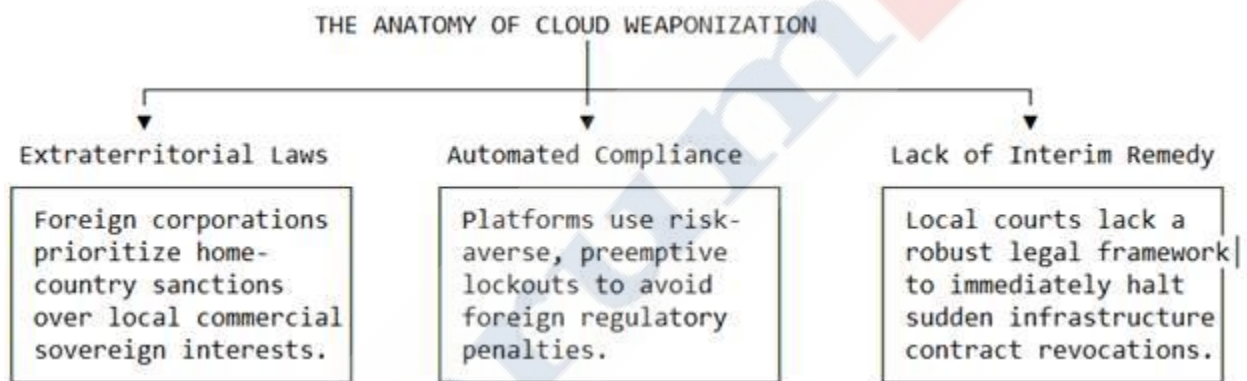 THE ANATOMY OF CLOUD WEAPONIZATION
Extraterritorial Laws
Foreign corporations
prioritize home-
country sanctions
over local commercial
sovereign interests.
Automated Compliance
Platforms use risk-
averse, preemptive
lockouts to avoid
foreign regulatory
penalties.
Lack of Interim Remedy
Local courts lack a
robust legal framework
to immediately halt
sudden infrastructure
contract revocations.